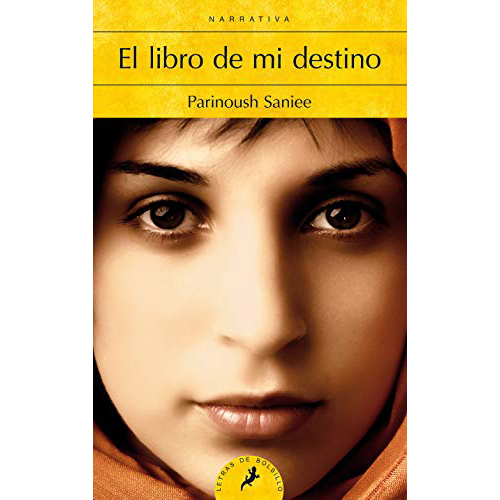 NARRATIVA
El libro de mi destino
Parinoush Saniee
LETRAS DE BOLSILLO